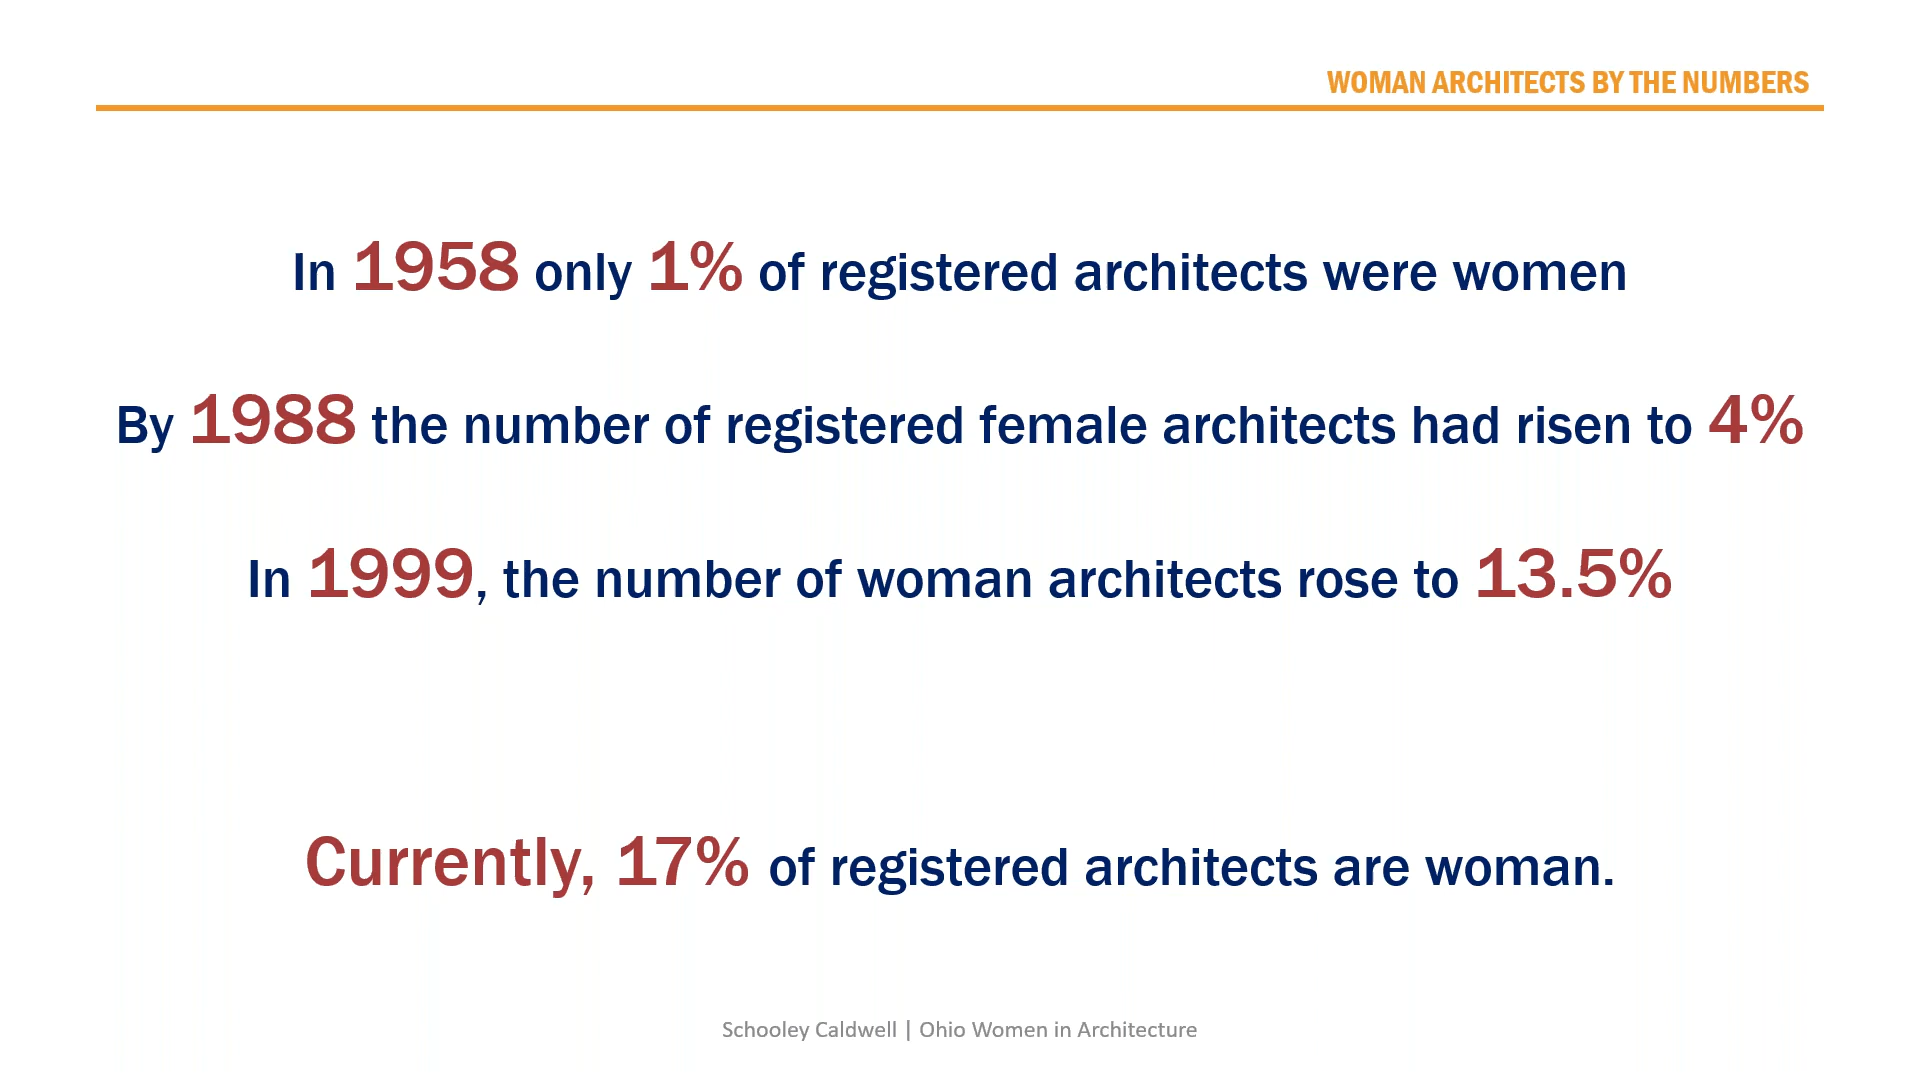 WOMAN ARCHITECTS BY THE NUMBERS
In 1958 only 1% of registered architects were women
By 1988 the number of registered female architects had risen to 4%
In 1999, the number of woman architects rose to 13.5%
Currently, 17% of registered architects are woman.
Schooley Caldwell | Ohio Women in Architecture